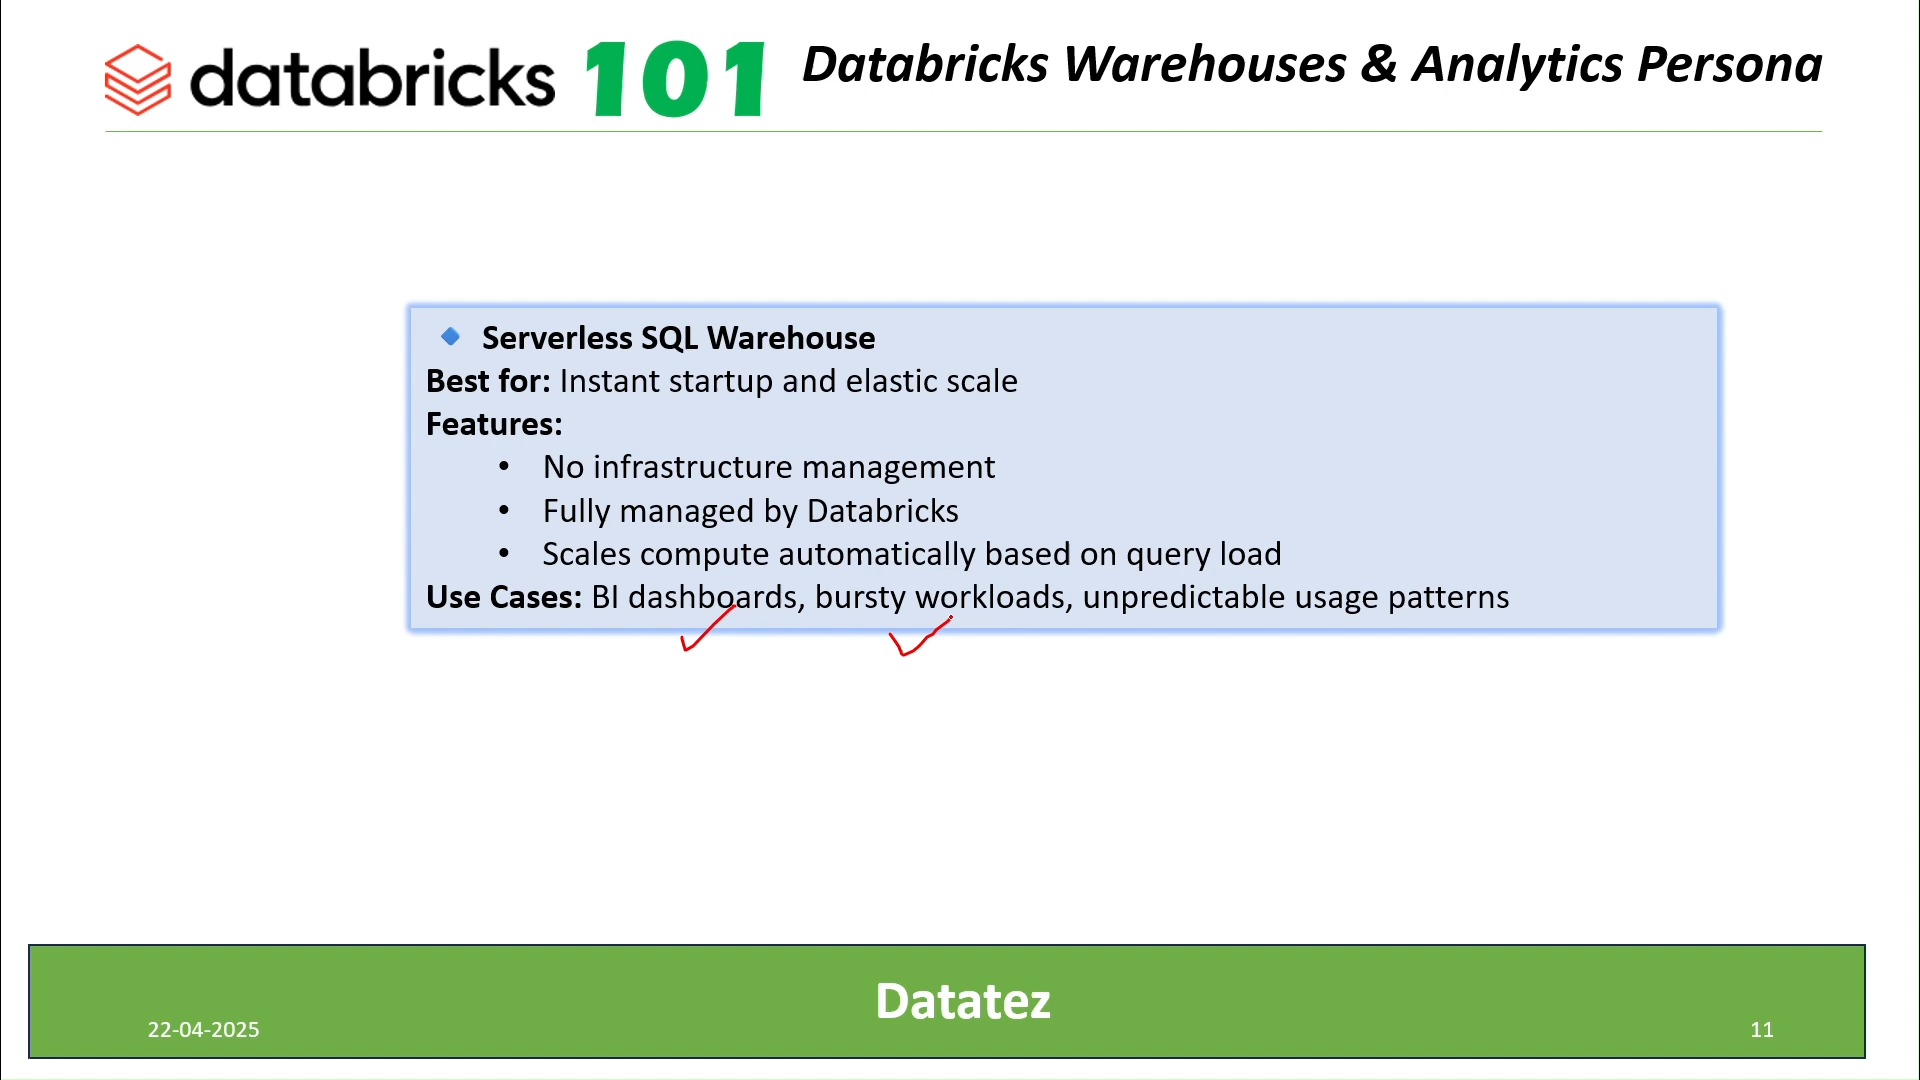 databricks 101 Databricks Warehouses & Analytics Persona
Serverless SQL Warehouse
Best for: Instant startup and elastic scale
Features:
• No infrastructure management
• Fully managed by Databricks
• Scales compute automatically based on query load
Use Cases: BI dashboards, bursty workloads, unpredictable usage patterns
Datatez
22-04-2025
11